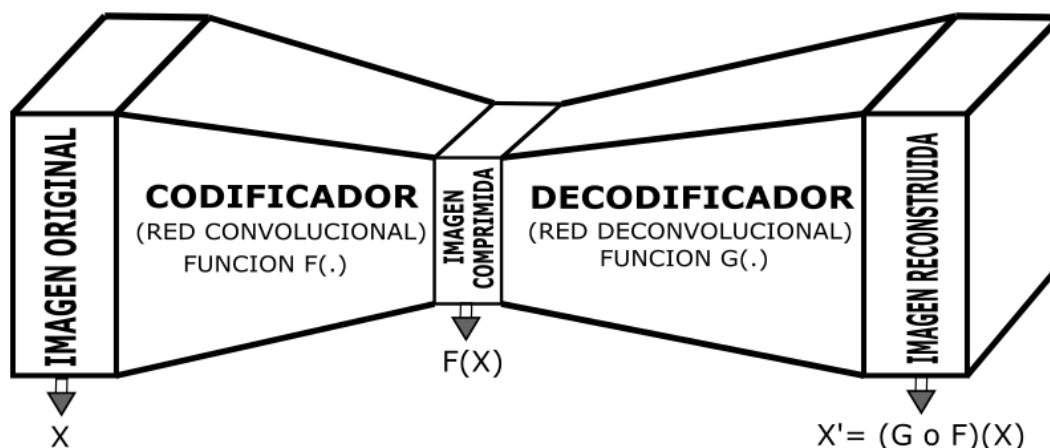 IMAGEN ORIGINAL
X
CODIFICADOR
(RED CONVOLUCIONAL)
FUNCION F(.)
IMAGEN
COMPRIMIDA
F(X)
DECODIFICADOR
(RED DECONVOLUCIONAL)
FUNCION G(.)
IMAGEN RECONSTRUIDA
X'= (G o F)(X)